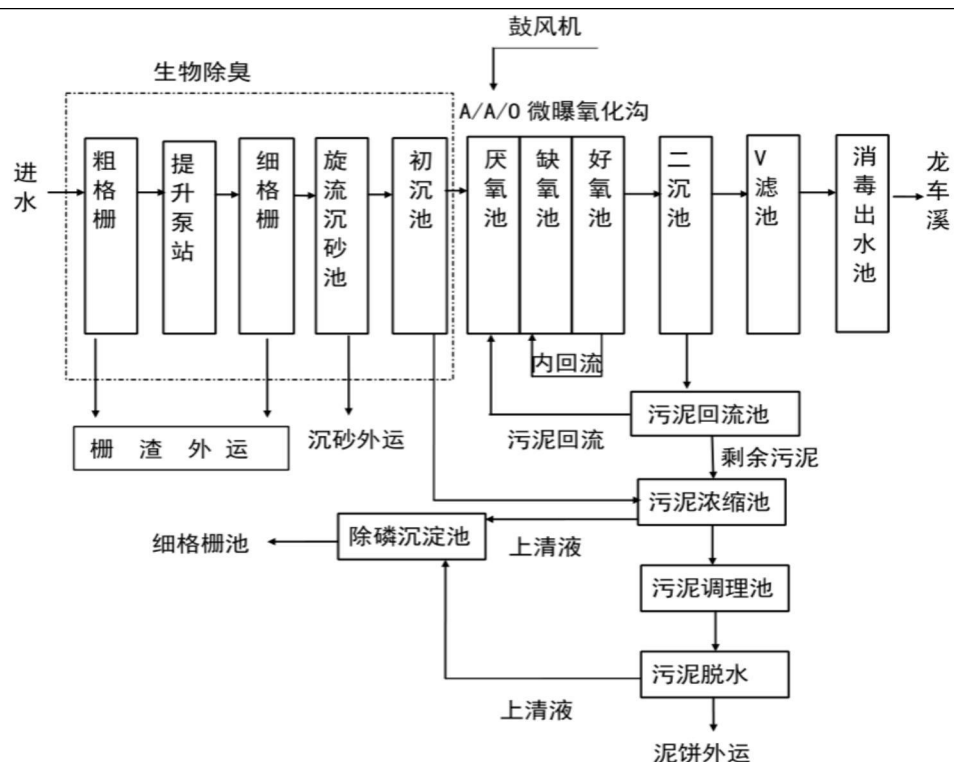 鼓风机
生物除臭
A/A/O 微曝氧化沟
进水
粗格栅
提升泵站
细格栅
旋流沉砂池
初沉池
厌氧池
缺氧池
好氧池
二沉池
V滤池
消毒出水池
龙车溪
内回流
污泥回流池
污泥回流
栅 渣 外 运
沉砂外运
剩余污泥
污泥浓缩池
除磷沉淀池
细格栅池
上清液
污泥调理池
污泥脱水
上清液
泥饼外运